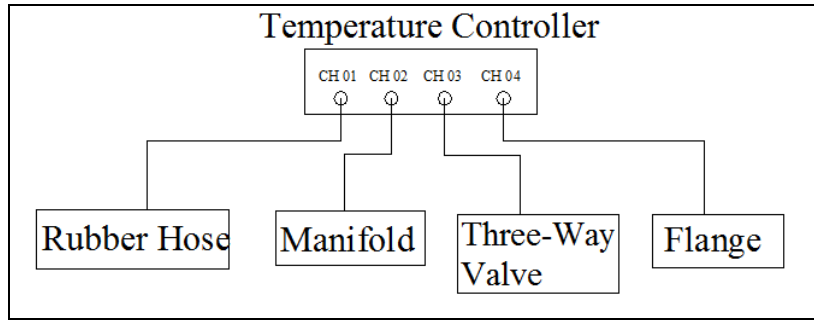 Temperature Controller
CH 01 CH 02 CH 03 CH 04
Rubber Hose
Manifold
Three-Way
Valve
Flange